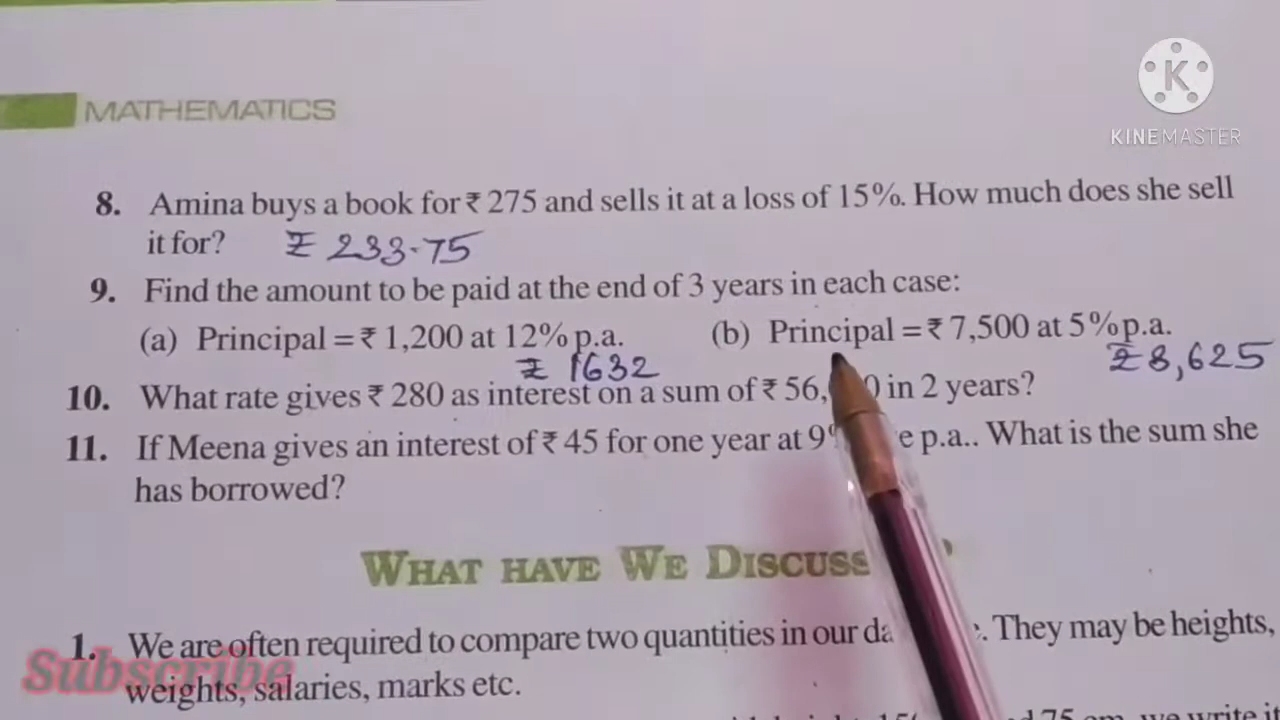 KINEMASTER
MATHEMATICS
8. Amina buys a book for ₹ 275 and sells it at a loss of 15%. How much does she sell
it for? ₹ 233.75
9. Find the amount to be paid at the end of 3 years in each case:
(a) Principal = ₹ 1,200 at 12% p.a. (b) Principal = ₹ 7,500 at 5% p.a.
₹ 1632 ₹ 8,625
10. What rate gives ₹ 280 as interest on a sum of ₹ 56, 0 in 2 years?
11. If Meena gives an interest of ₹ 45 for one year at 9% p.a.. What is the sum she
has borrowed?
WHAT HAVE WE
1. We are often required to compare two quantities in our They may be heights,
weights, salaries, marks etc.
Subscribe
we write it